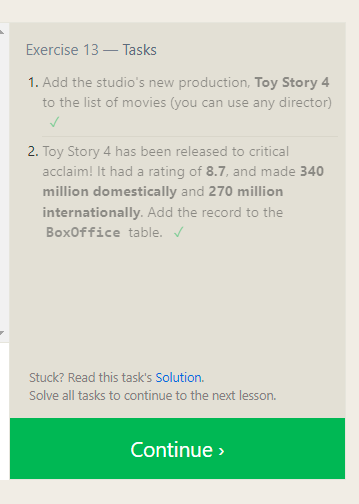 Exercise 13 — Tasks
1. Add the studio's new production, Toy Story 4
to the list of movies (you can use any director)
✓
2. Toy Story 4 has been released to critical
acclaim! It had a rating of 8.7, and made 340
million domestically and 270 million
internationally. Add the record to the
BoxOffice table. ✓
Stuck? Read this task's Solution.
Solve all tasks to continue to the next lesson.
Continue ›